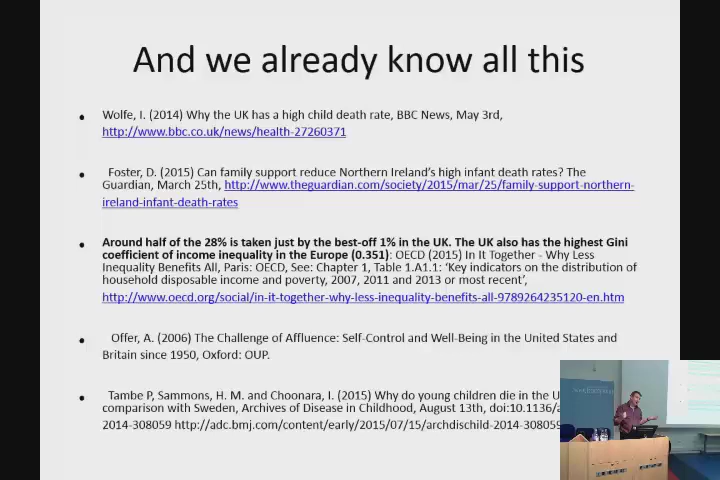 And we already know all this
Wolfe, I. (2014) Why the UK has a high child death rate, BBC News, May 3rd,
http://www.bbc.co.uk/news/health-27260371
Foster, D. (2015) Can family support reduce Northern Ireland's high infant death rates? The
Guardian, March 25th, http://www.theguardian.com/society/2015/mar/25/family-support-northern-
ireland-infant-death-rates
Around half of the 28% is taken just by the best-off 1% in the UK. The UK also has the highest Gini
coefficient of income inequality in the Europe (0.351): OECD (2015) In It Together - Why Less
Inequality Benefits All, Paris: OECD, See: Chapter 1, Table 1.A1.1: 'Key indicators on the distribution of
household disposable income and poverty, 2007, 2011 and 2013 or most recent',
http://www.oecd.org/social/in-it-together-why-less-inequality-benefits-all-9789264235120-en.htm
Offer, A. (2006) The Challenge of Affluence: Self-Control and Well-Being in the United States and
Britain since 1950, Oxford: OUP.
Tambe P, Sammons, H. M. and Choonara, I. (2015) Why do young children die in the
comparison with Sweden, Archives of Disease in Childhood, August 13th, doi:10.1136/
2014-308059 http://adc.bmj.com/content/early/2015/07/15/archdischild-2014-308059